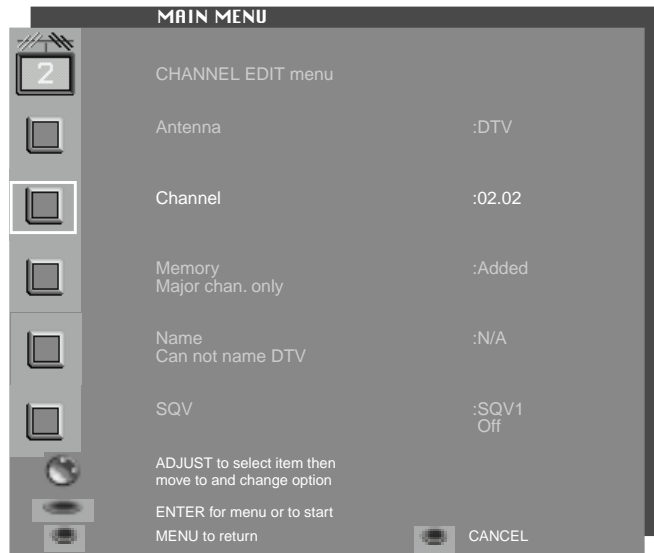 MAIN MENU
2
CHANNEL EDIT menu
Antenna :DTV
Channel :02.02
Memory :Added
Major chan. only
Name :N/A
Can not name DTV
SQV :SQV1
Off
ADJUST to select item then
move to and change option
ENTER for menu or to start
MENU to return CANCEL